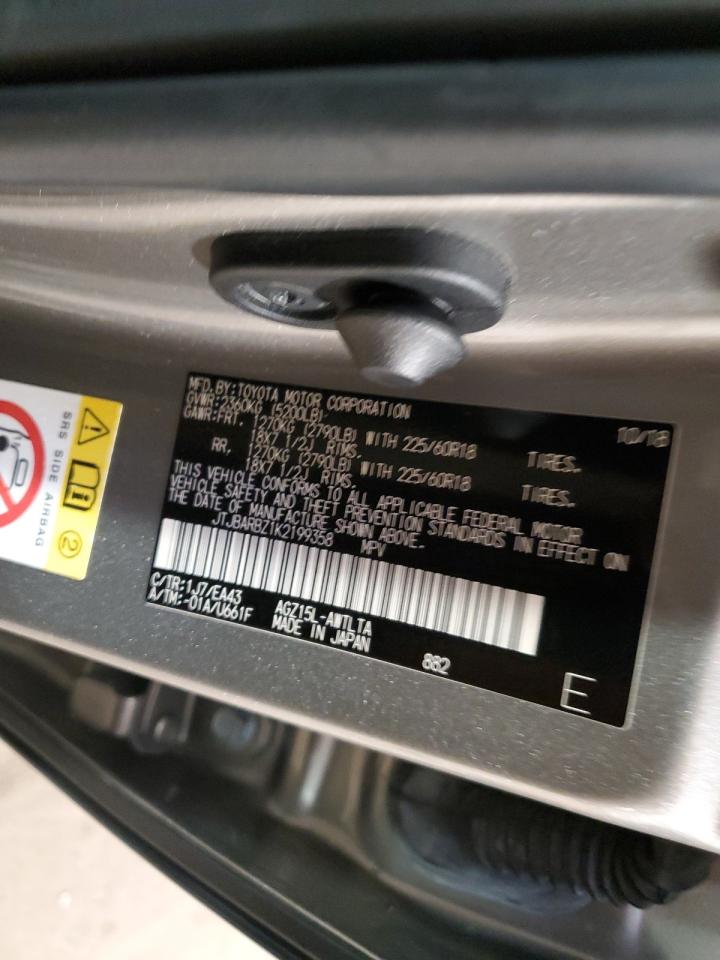 MFD.BY:TOYOTA MOTOR CORPORATION 10/18
GVWR:2360KG (5200LB)
GAWR:FRT. 1270KG (2790LB) WITH 225/60R18 TIRES.
18X7 1/2J RIMS.
RR. 1270KG (2790LB) WITH 225/60R18 TIRES.
18X7 1/2J RIMS.
THIS VEHICLE CONFORMS TO ALL APPLICABLE FEDERAL MOTOR
VEHICLE SAFETY AND THEFT PREVENTION STANDARDS IN EFFECT ON
THE DATE OF MANUFACTURE SHOWN ABOVE.
JTJBARBZ1K2199358 MPV
C/TR:1J7/EA43 AGZ15L-AWTLTA
A/TM:-01A/U661F MADE IN JAPAN 882
E
SRS SIDE AIRBAG
2